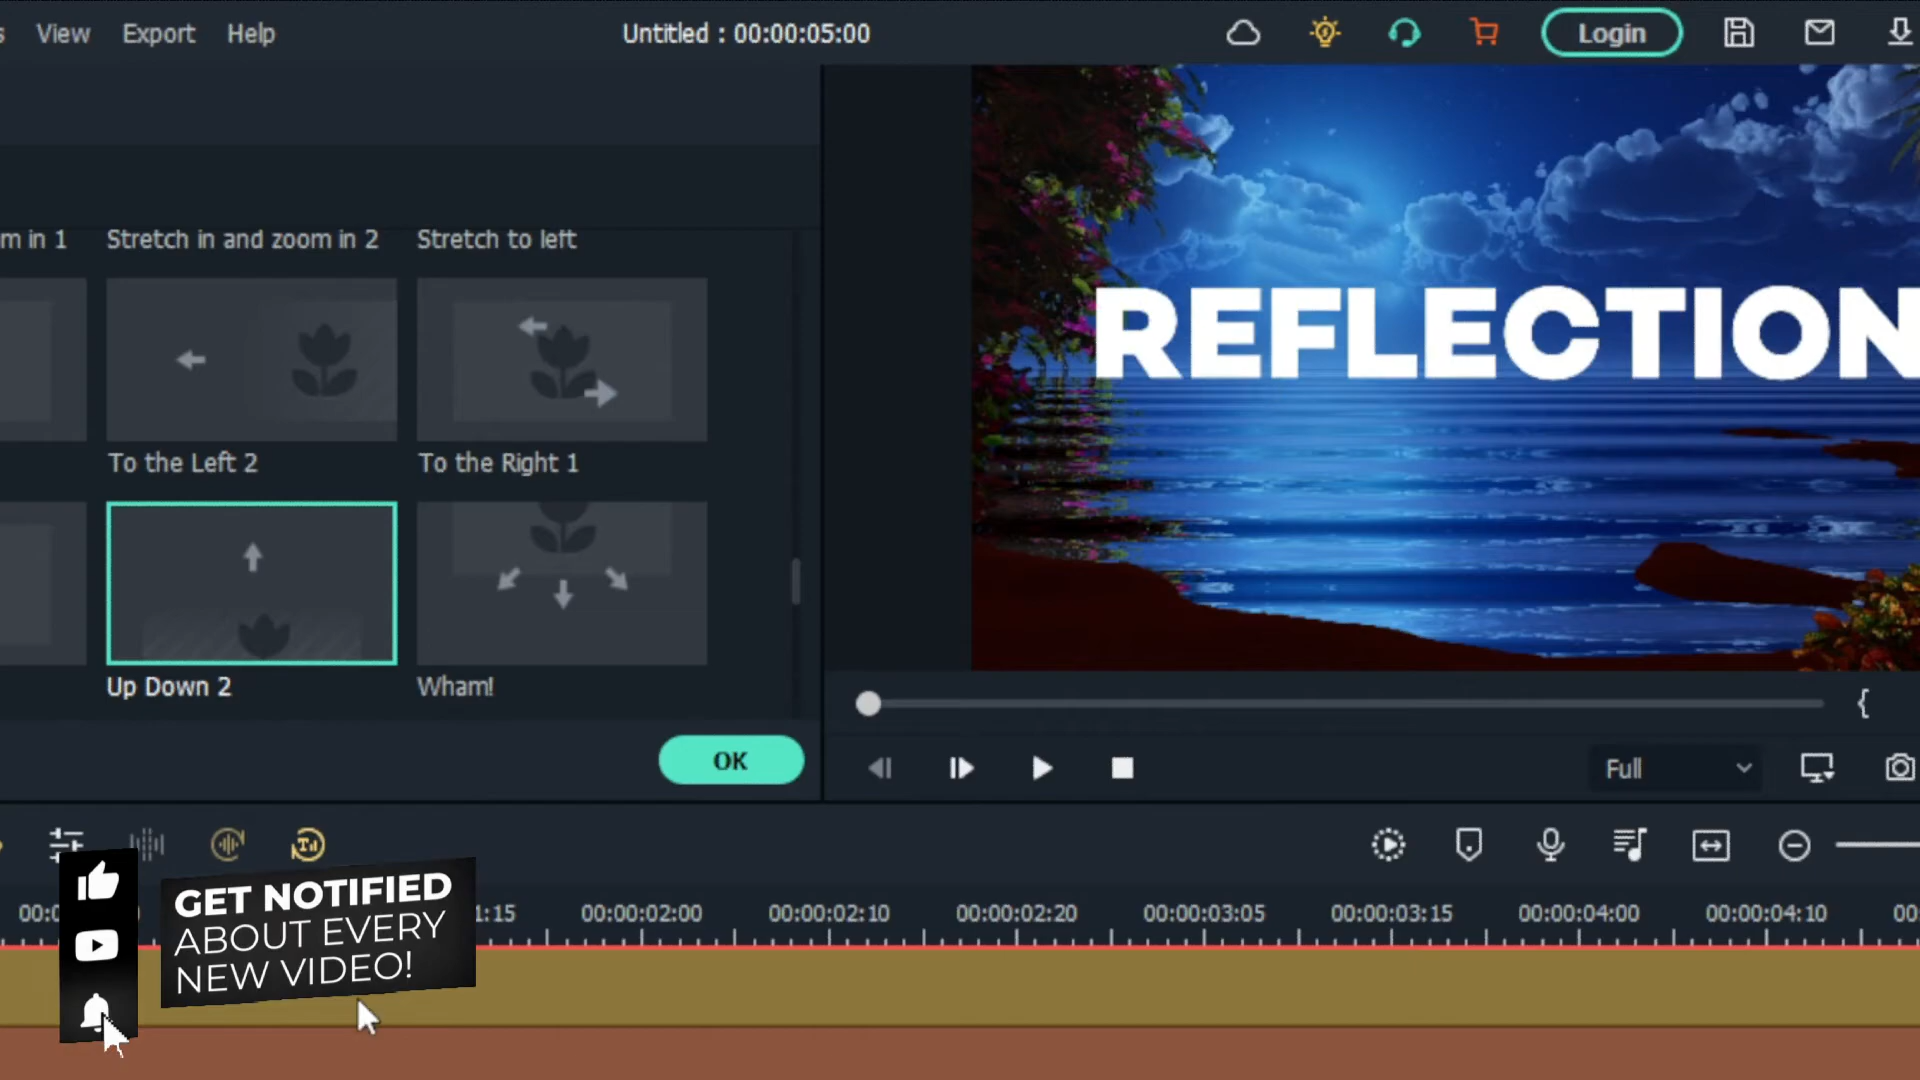 View Export Help
Untitled : 00:00:05:00
Login
m in 1
Stretch in and zoom in 2
Stretch to left
REFLECTION
To the Left 2
To the Right 1
Up Down 2
Wham!
OK
Full
1:15 00:00:02:00 00:00:02:10 00:00:02:20 00:00:03:05 00:00:03:15 00:00:04:00 00:00:04:10
GET NOTIFIED
ABOUT EVERY
NEW VIDEO!